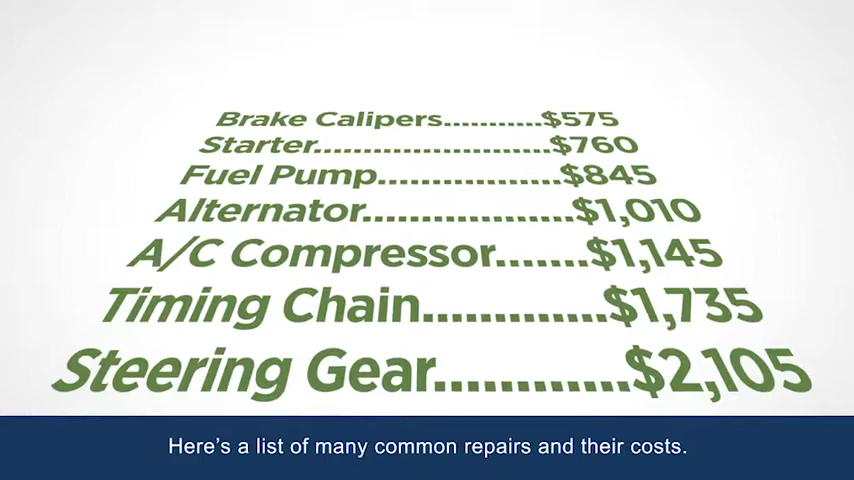 Brake Calipers...........$575
Starter..........................$760
Fuel Pump....................$845
Alternator.....................$1,010
A/C Compressor.......$1,145
Timing Chain.............$1,735
Steering Gear............$2,105
Here’s a list of many common repairs and their costs.